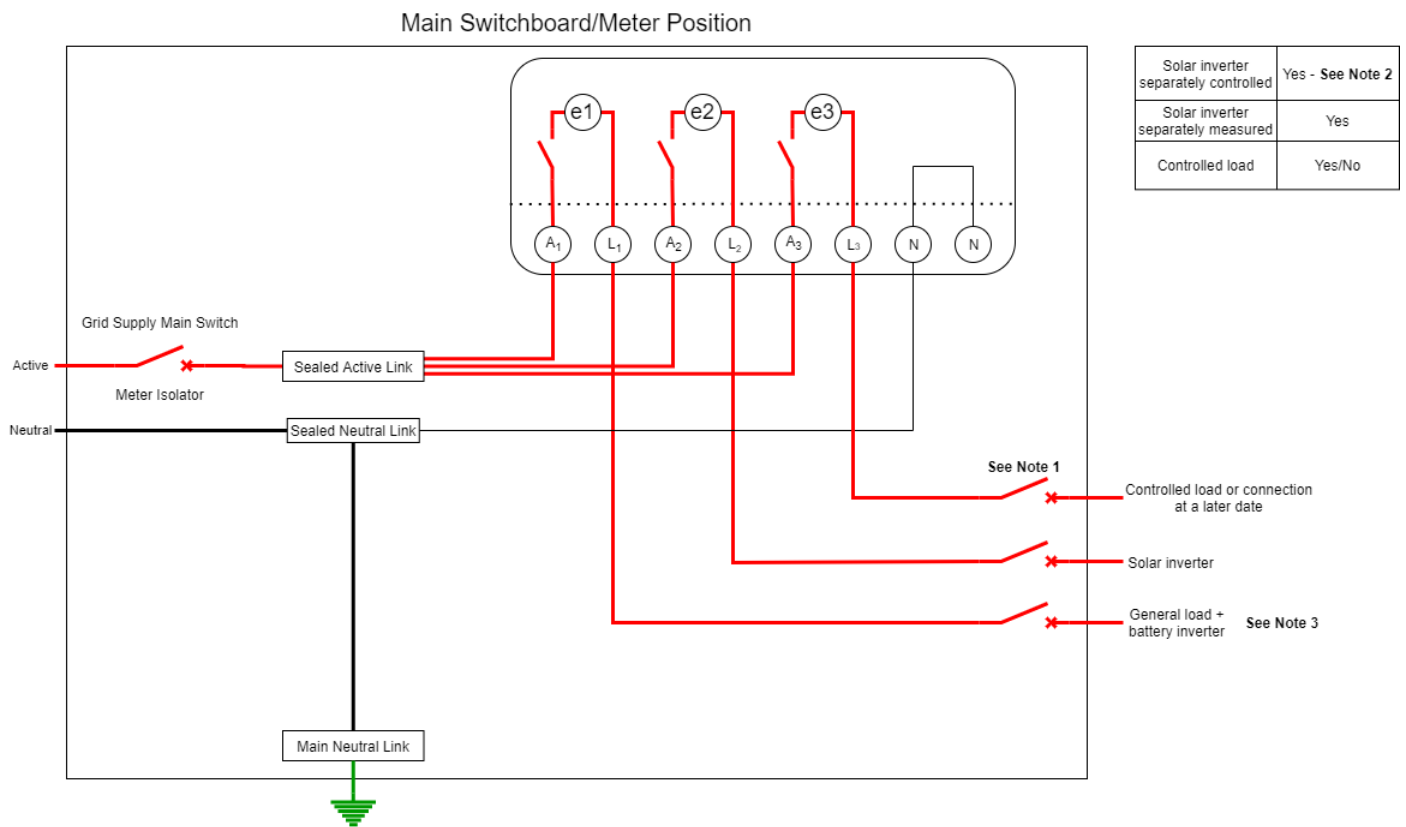 Main Switchboard/Meter Position
Solar inverter
separately controlled
Yes - See Note 2
Solar inverter
separately measured
Yes
Controlled load
Yes/No
e1
e2
e3
A1
L1
A2
L2
A3
L3
N
N
Grid Supply Main Switch
Active
Sealed Active Link
Meter Isolator
Neutral
Sealed Neutral Link
See Note 1
Controlled load or connection
at a later date
Solar inverter
General load +
battery inverter
See Note 3
Main Neutral Link